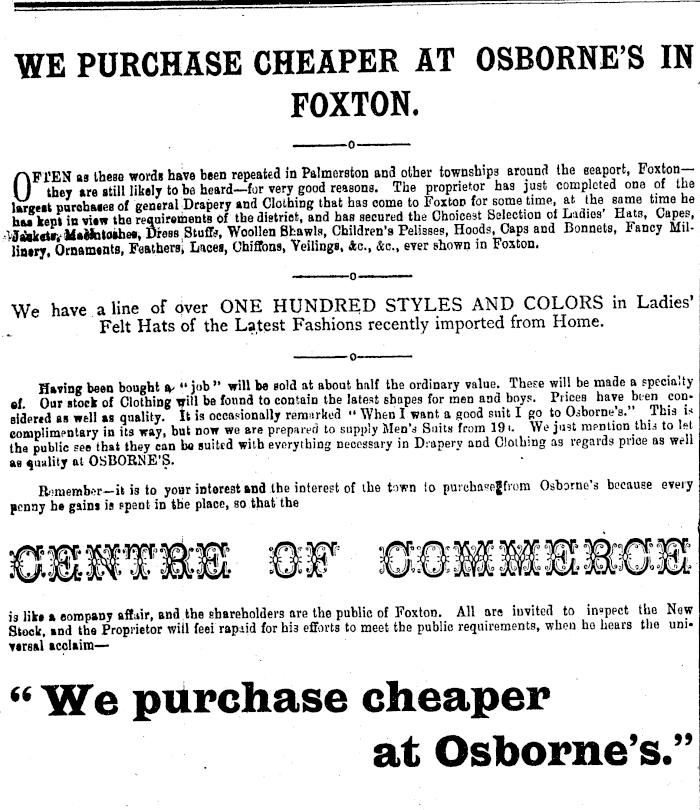 WE PURCHASE CHEAPER AT OSBORNE'S IN
FOXTON.
OFTEN as these words have been repeated in Palmerston and other townships around the seaport, Foxton—
they are still likely to be heard—for very good reasons. The proprietor has just completed one of the
largest purchases of general Drapery and Clothing that has come to Foxton for some time, at the same time he
has kept in view the requirements of the district, and has secured the Choicest Selection of Ladies' Hats, Capes,
Jackets, Mackintoshes, Dress Stuffs, Woollen Shawls, Children's Pelisses, Hoods, Caps and Bonnets, Fancy Mil-
linery, Ornaments, Feathers, Laces, Chiffons, Veilings, &c., &c., ever shown in Foxton.
We have a line of over ONE HUNDRED STYLES AND COLORS in Ladies'
Felt Hats of the Latest Fashions recently imported from Home.
Having been bought a "job" will be sold at about half the ordinary value. These will be made a specialty
of. Our stock of Clothing will be found to contain the latest shapes for men and boys. Prices have been con-
sidered as well as quality. It is occasionally remarked "When I want a good suit I go to Osborne's." This is
complimentary in its way, but now we are prepared to supply Men's Suits from 19s. We just mention this to let
the public see that they can be suited with everything necessary in Drapery and Clothing as regards price as well
as quality at OSBORNE'S.
Remember—it is to your interest and the interest of the town to purchase from Osborne's because every
penny he gains is spent in the place, so that the
CENTRE OF COMMERCE
is like a company affair, and the shareholders are the public of Foxton. All are invited to inspect the New
Stock, and the Proprietor will feel rapaid for his efforts to meet the public requirements, when he hears the uni-
versal acclaim—
"We purchase cheaper
at Osborne's."